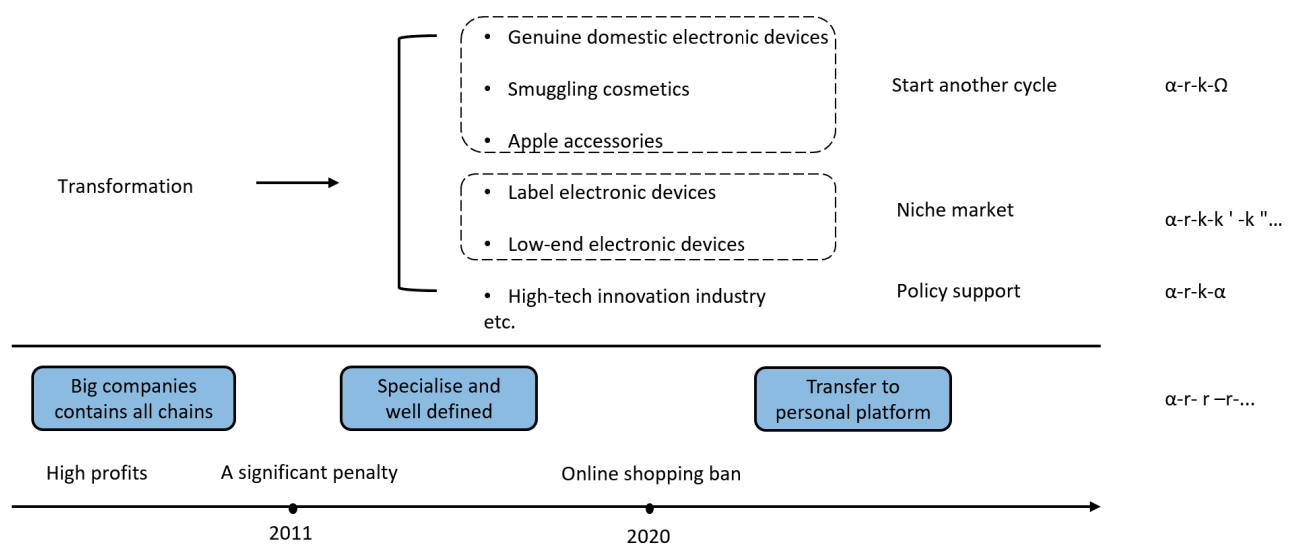 • Genuine domestic electronic devices
• Smuggling cosmetics
Start another cycle
α-r-k-Ω
• Apple accessories
Transformation
• Label electronic devices
Niche market
α-r-k-k ' -k "...
• Low-end electronic devices
• High-tech innovation industry
etc.
Policy support
α-r-k-α
Big companies
contains all chains
Specialise and
well defined
Transfer to
personal platform
α-r- r –r-...
High profits
A significant penalty
Online shopping ban
2011
2020